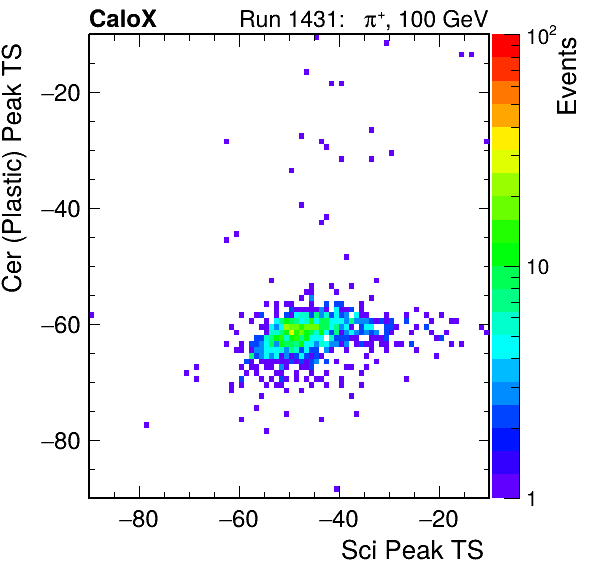 CaloX Run 1431: π⁺, 100 GeV
Cer (Plastic) Peak TS
−20
−40
−60
−80
−80 −60 −40 −20
Sci Peak TS
10²
10
1
Events